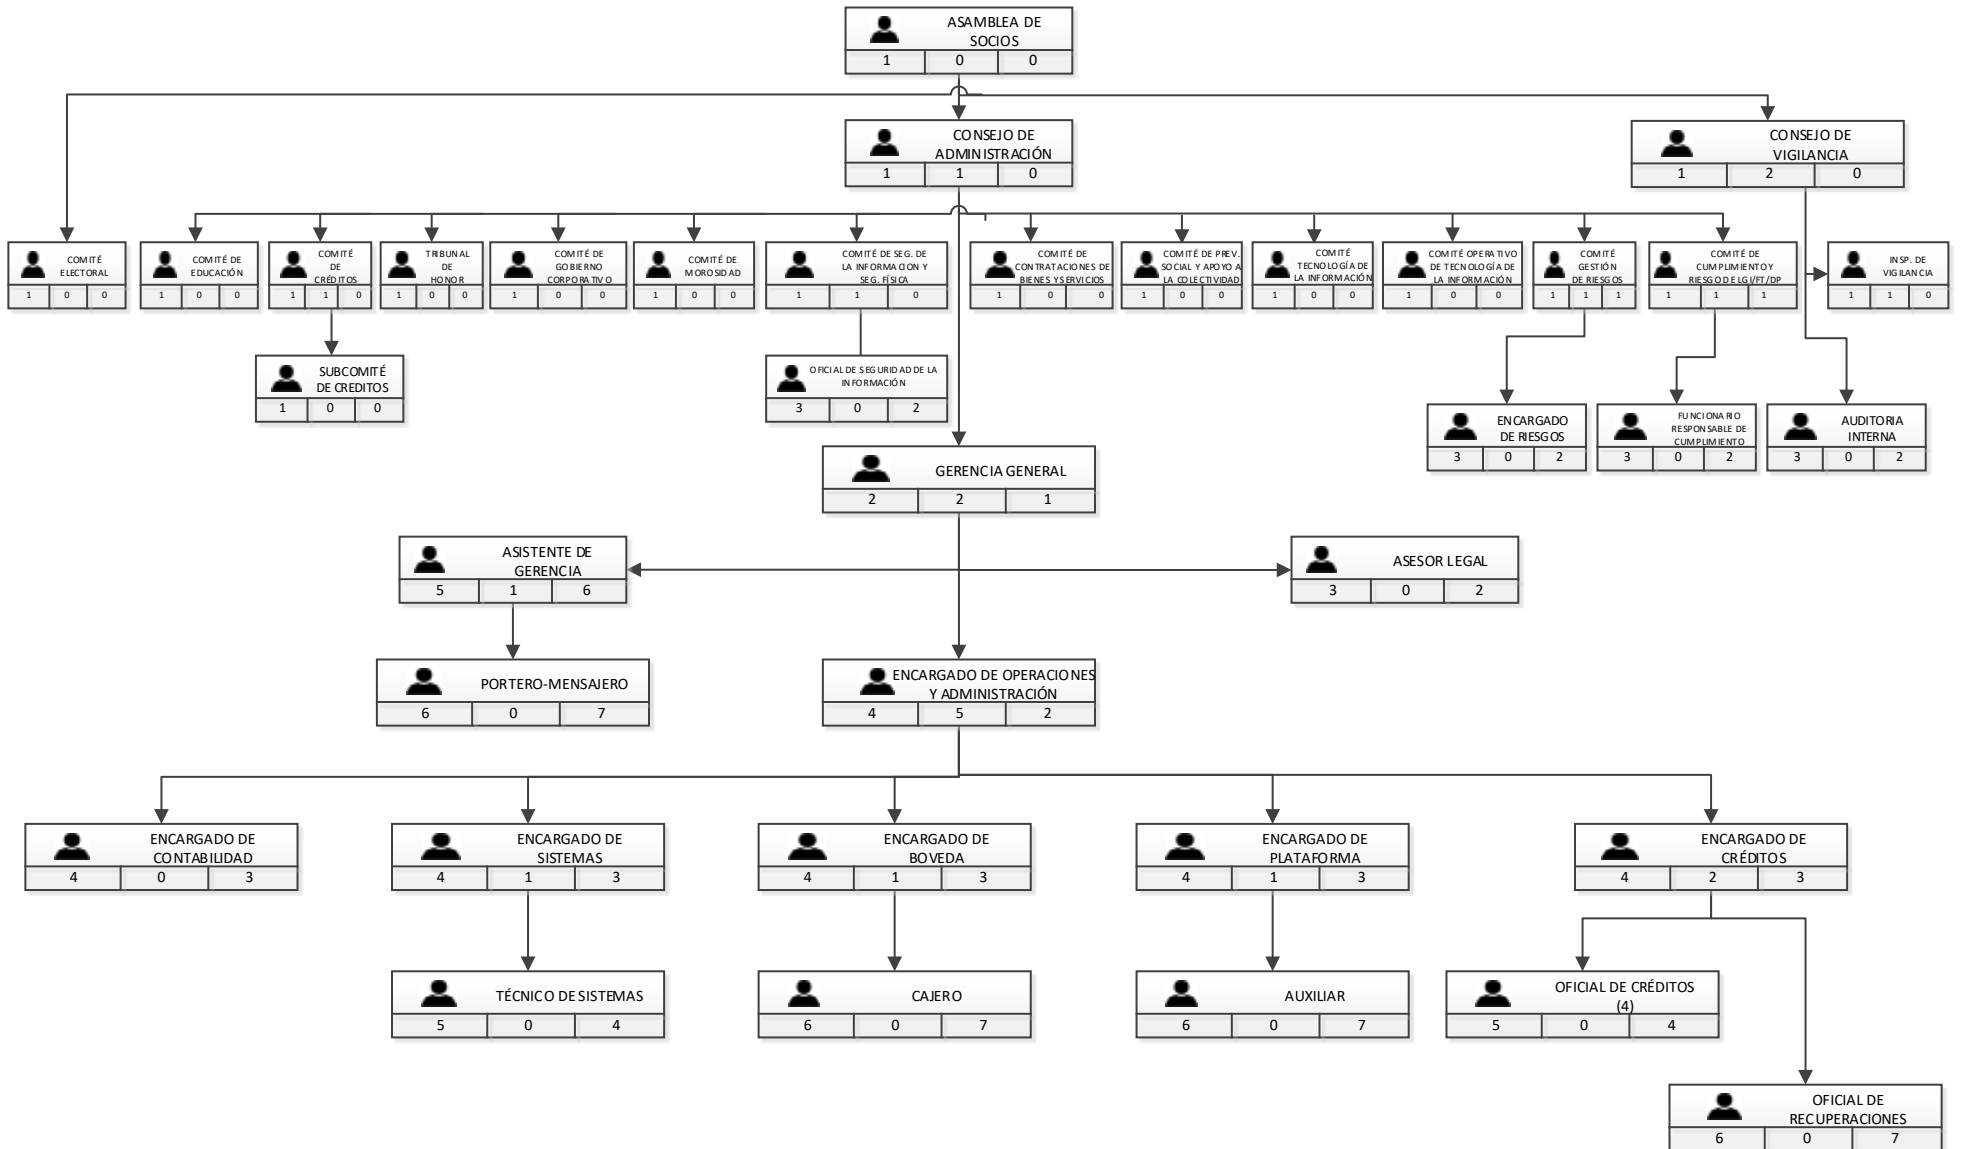 ASAMBLEA DE
SOCIOS
1 0 0
CONSEJO DE
ADMINISTRACIÓN
1 1 0
CONSEJO DE
VIGILANCIA
1 2 0
COMITÉ
ELECTORAL
1 0 0
COMITÉ DE
EDUCACIÓN
1 0 0
COMITÉ
DE
CRÉDITOS
1 1 0
TRIBUNAL
DE
HONOR
1 0 0
COMITÉ DE
GOBIERNO
CORPORATIVO
1 0 0
COMITÉ DE
MOROSIDAD
1 0 0
COMITÉ DE SEG. DE
LA INFORMACION Y
SEG. FÍSICA
1 1 0
COMITÉ DE
CONTRATACIONES DE
BIENES Y SERVICIOS
1 0 0
COMITÉ DE PREV.
SOCIAL Y APOYO A
LA COLECTIVIDAD
1 0 0
COMITÉ
TECNOLOGÍA DE
LA INFORMACIÓN
1 0 0
COMITÉ OPERATIVO
DE TECNOLOGÍA DE
LA INFORMACIÓN
1 0 0
COMITÉ
GESTIÓN
DE RIESGOS
1 1 1
COMITÉ DE
CUMPLIMIENTO Y
RIESGO DE LGI/FT/DP
1 1 1
INSP. DE
VIGILANCIA
1 1 0
SUBCOMITÉ
DE CREDITOS
1 0 0
OFICIAL DE SEGURIDAD DE LA
INFORMACIÓN
3 0 2
ENCARGADO
DE RIESGOS
3 0 2
FUNCIONARIO
RESPONSABLE DE
CUMPLIMIENTO
3 0 2
AUDITORIA
INTERNA
3 0 2
GERENCIA GENERAL
2 2 1
ASISTENTE DE
GERENCIA
5 1 6
ASESOR LEGAL
3 0 2
PORTERO-MENSAJERO
6 0 7
ENCARGADO DE OPERACIONES
Y ADMINISTRACIÓN
4 5 2
ENCARGADO DE
CONTABILIDAD
4 0 3
ENCARGADO DE
SISTEMAS
4 1 3
ENCARGADO DE
BOVEDA
4 1 3
ENCARGADO DE
PLATAFORMA
4 1 3
ENCARGADO DE
CRÉDITOS
4 2 3
TÉCNICO DE SISTEMAS
5 0 4
CAJERO
6 0 7
AUXILIAR
6 0 7
OFICIAL DE CRÉDITOS
(4)
5 0 4
OFICIAL DE
RECUPERACIONES
6 0 7